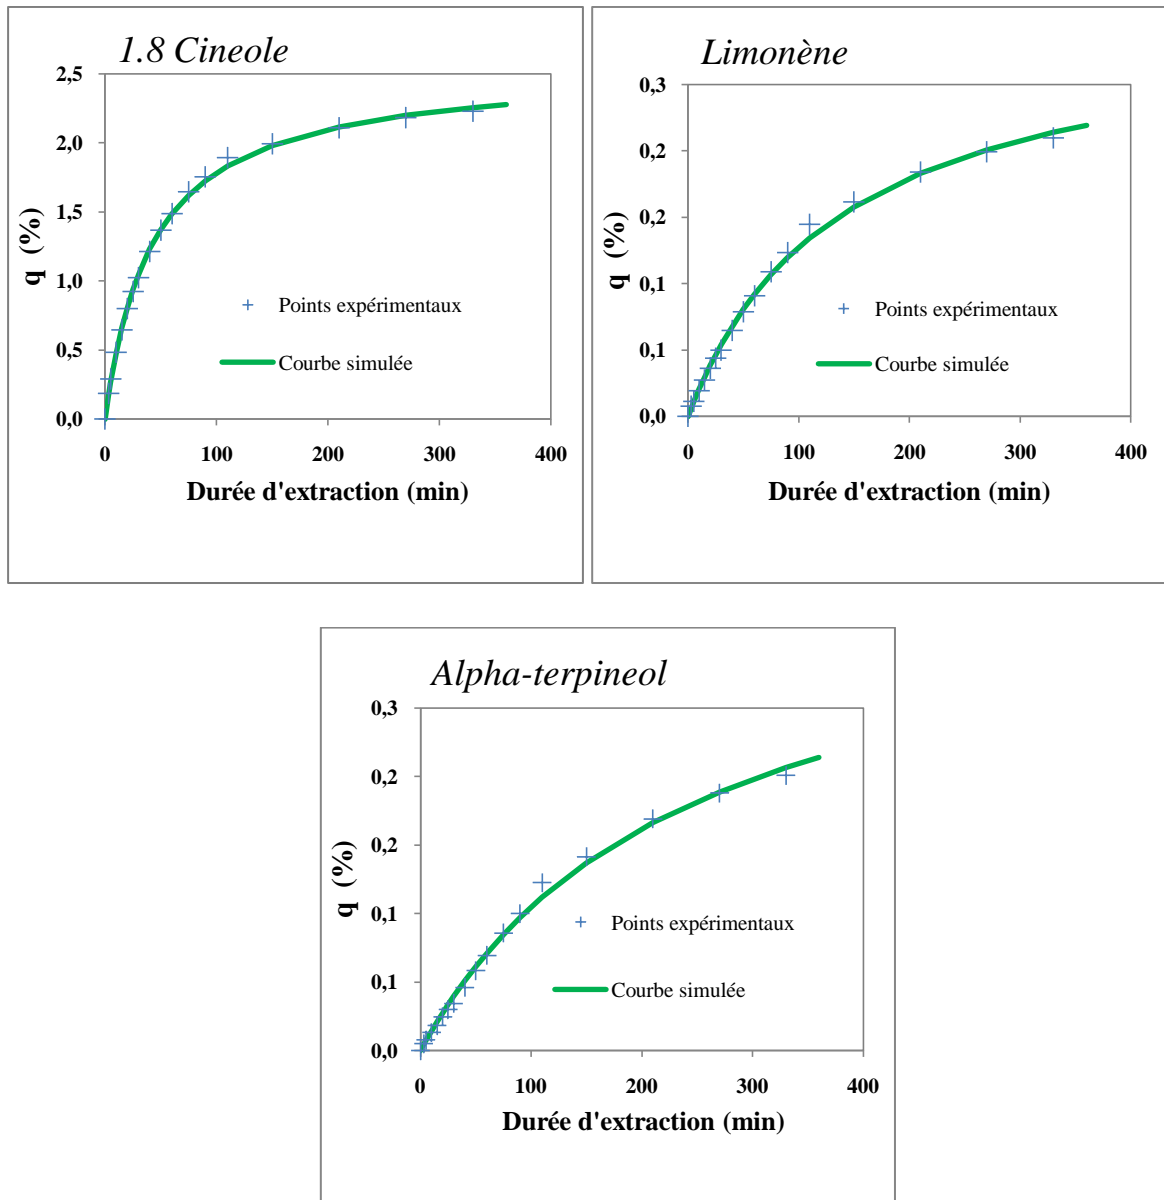 1.8 Cineole
2,5
2,0
1,5
1,0
0,5
0,0
q (%)
Points expérimentaux
Courbe simulée
0 100 200 300 400
Durée d'extraction (min)
Limonène
0,3
0,2
0,2
0,1
0,1
0,0
q (%)
Points expérimentaux
Courbe simulée
0 100 200 300 400
Durée d'extraction (min)
Alpha-terpineol
0,3
0,2
0,2
0,1
0,1
0,0
q (%)
Points expérimentaux
Courbe simulée
0 100 200 300 400
Durée d'extraction (min)